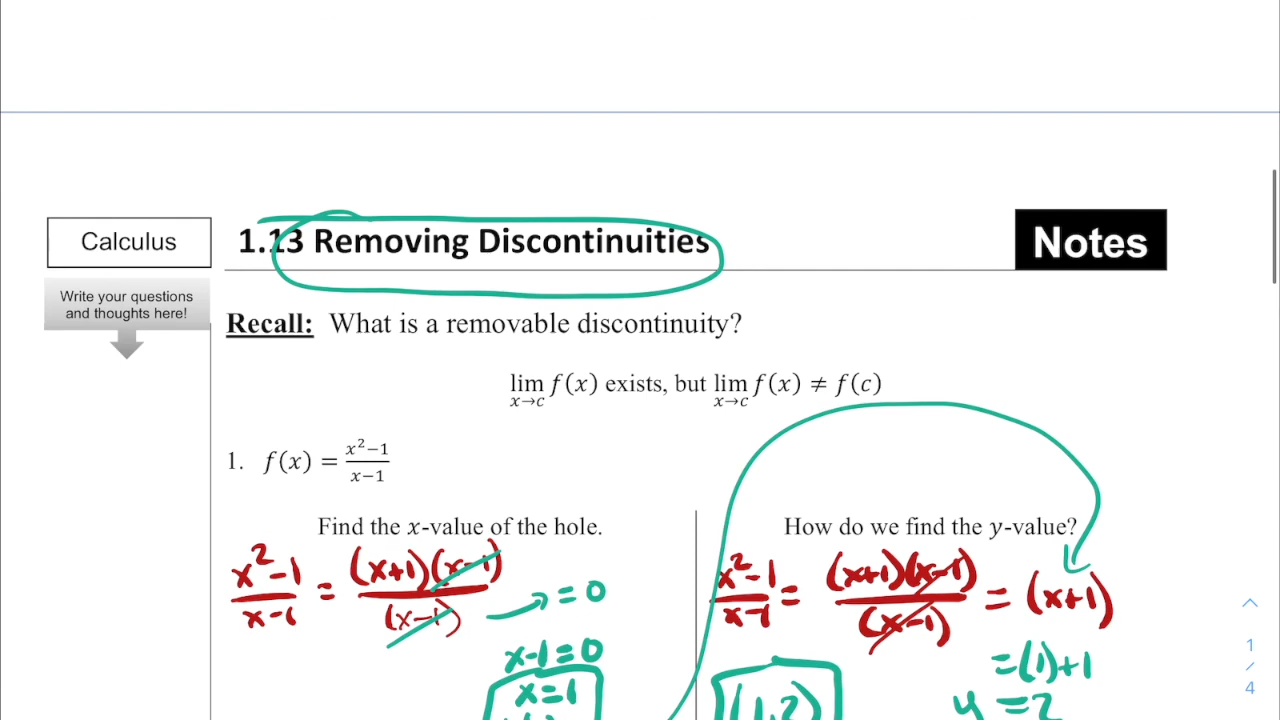 Calculus
1.13 Removing Discontinuities
Notes
Write your questions
and thoughts here!
Recall: What is a removable discontinuity?
lim x→c f(x) exists, but lim x→c f(x) ≠ f(c)
1. f(x) = (x²−1)/(x−1)
Find the x-value of the hole.
(x²-1)/(x-1) = (x+1)(x-1)/(x-1)
= 0
x-1=0
x=1
How do we find the y-value?
(x²-1)/(x-1) = (x+1)(x-1)/(x-1) = (x+1)
=(1)+1
y =2
(1,2)
1
/
4